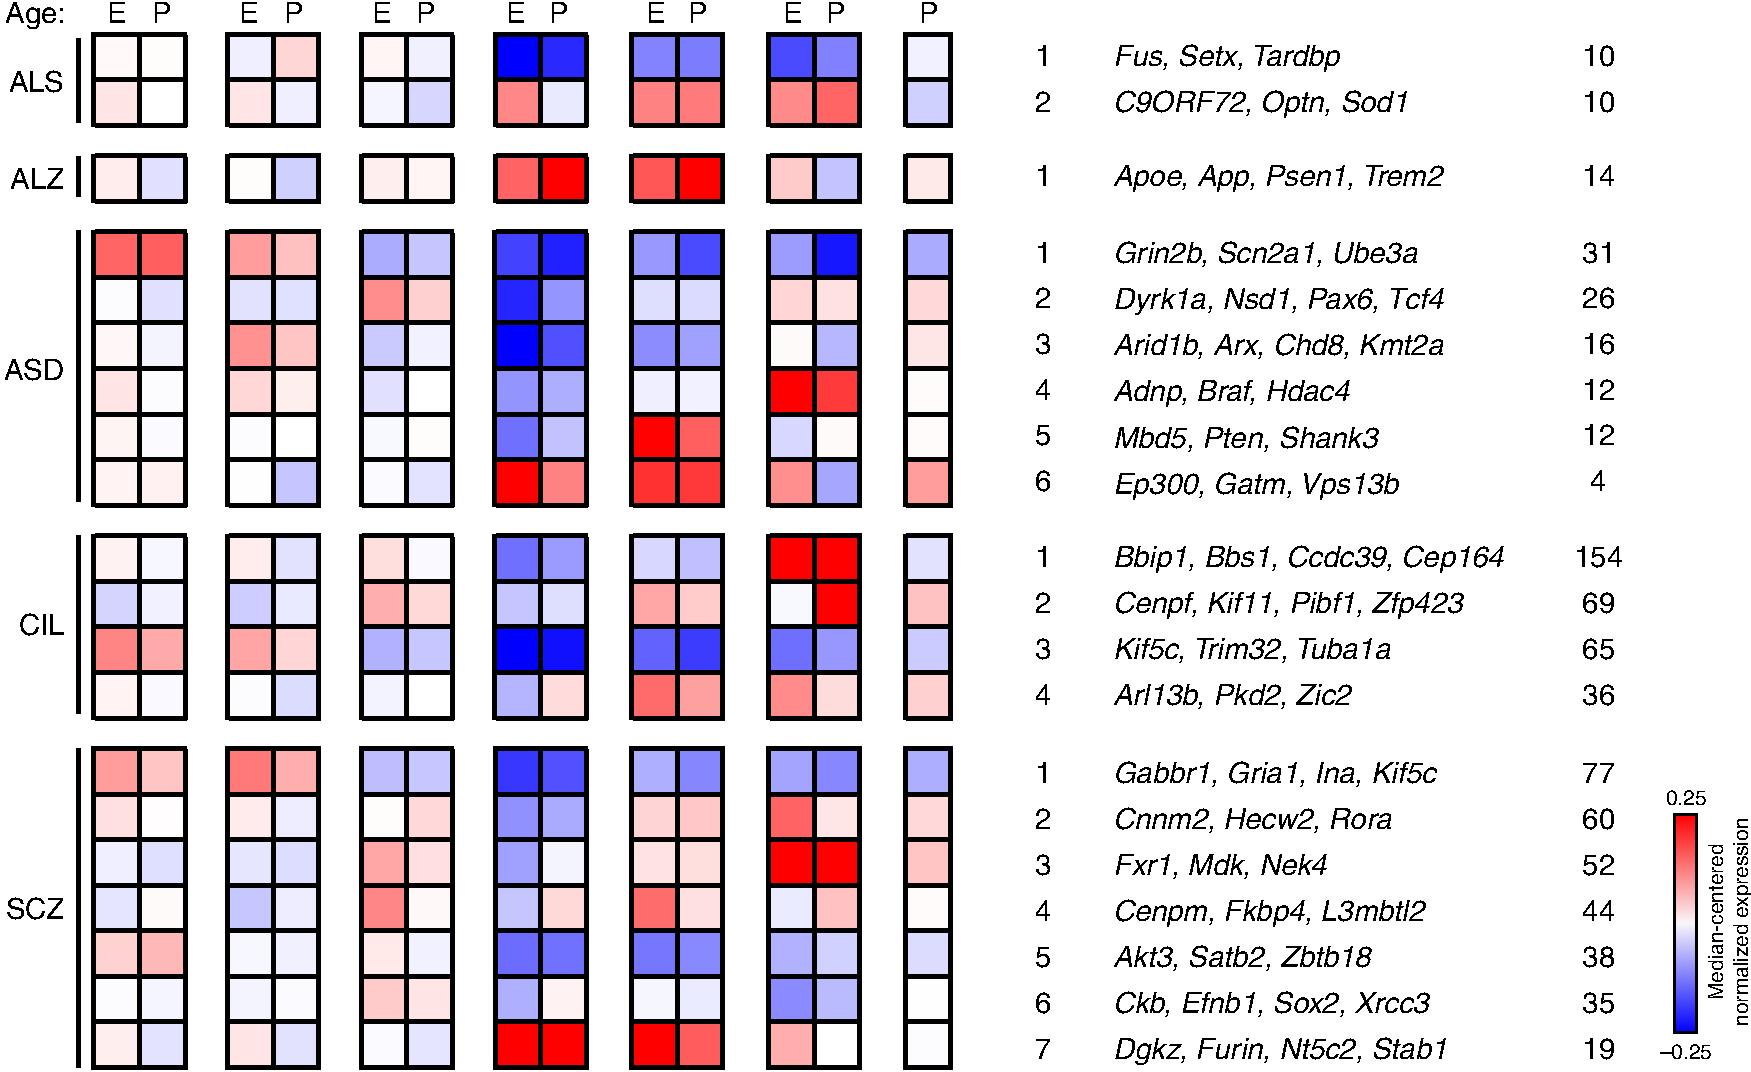 Age: E P E P E P E P E P E P P
ALS
1 Fus, Setx, Tardbp 10
2 C9ORF72, Optn, Sod1 10
ALZ
1 Apoe, App, Psen1, Trem2 14
ASD
1 Grin2b, Scn2a1, Ube3a 31
2 Dyrk1a, Nsd1, Pax6, Tcf4 26
3 Arid1b, Arx, Chd8, Kmt2a 16
4 Adnp, Braf, Hdac4 12
5 Mbd5, Pten, Shank3 12
6 Ep300, Gatm, Vps13b 4
CIL
1 Bbip1, Bbs1, Ccdc39, Cep164 154
2 Cenpf, Kif11, Pibf1, Zfp423 69
3 Kif5c, Trim32, Tuba1a 65
4 Arl13b, Pkd2, Zic2 36
SCZ
1 Gabbr1, Gria1, Ina, Kif5c 77
2 Cnnm2, Hecw2, Rora 60
3 Fxr1, Mdk, Nek4 52
4 Cenpm, Fkbp4, L3mbtl2 44
5 Akt3, Satb2, Zbtb18 38
6 Ckb, Efnb1, Sox2, Xrcc3 35
7 Dgkz, Furin, Nt5c2, Stab1 19
0.25
−0.25
Median-centered
normalized expression